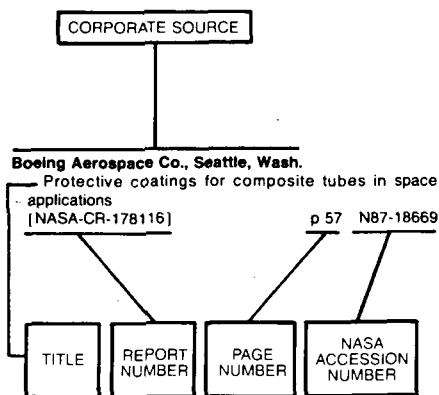 CORPORATE SOURCE
Boeing Aerospace Co., Seattle, Wash.
Protective coatings for composite tubes in space
applications
[NASA-CR-178116] p 57 N87-18669
TITLE
REPORT
NUMBER
PAGE
NUMBER
NASA
ACCESSION
NUMBER